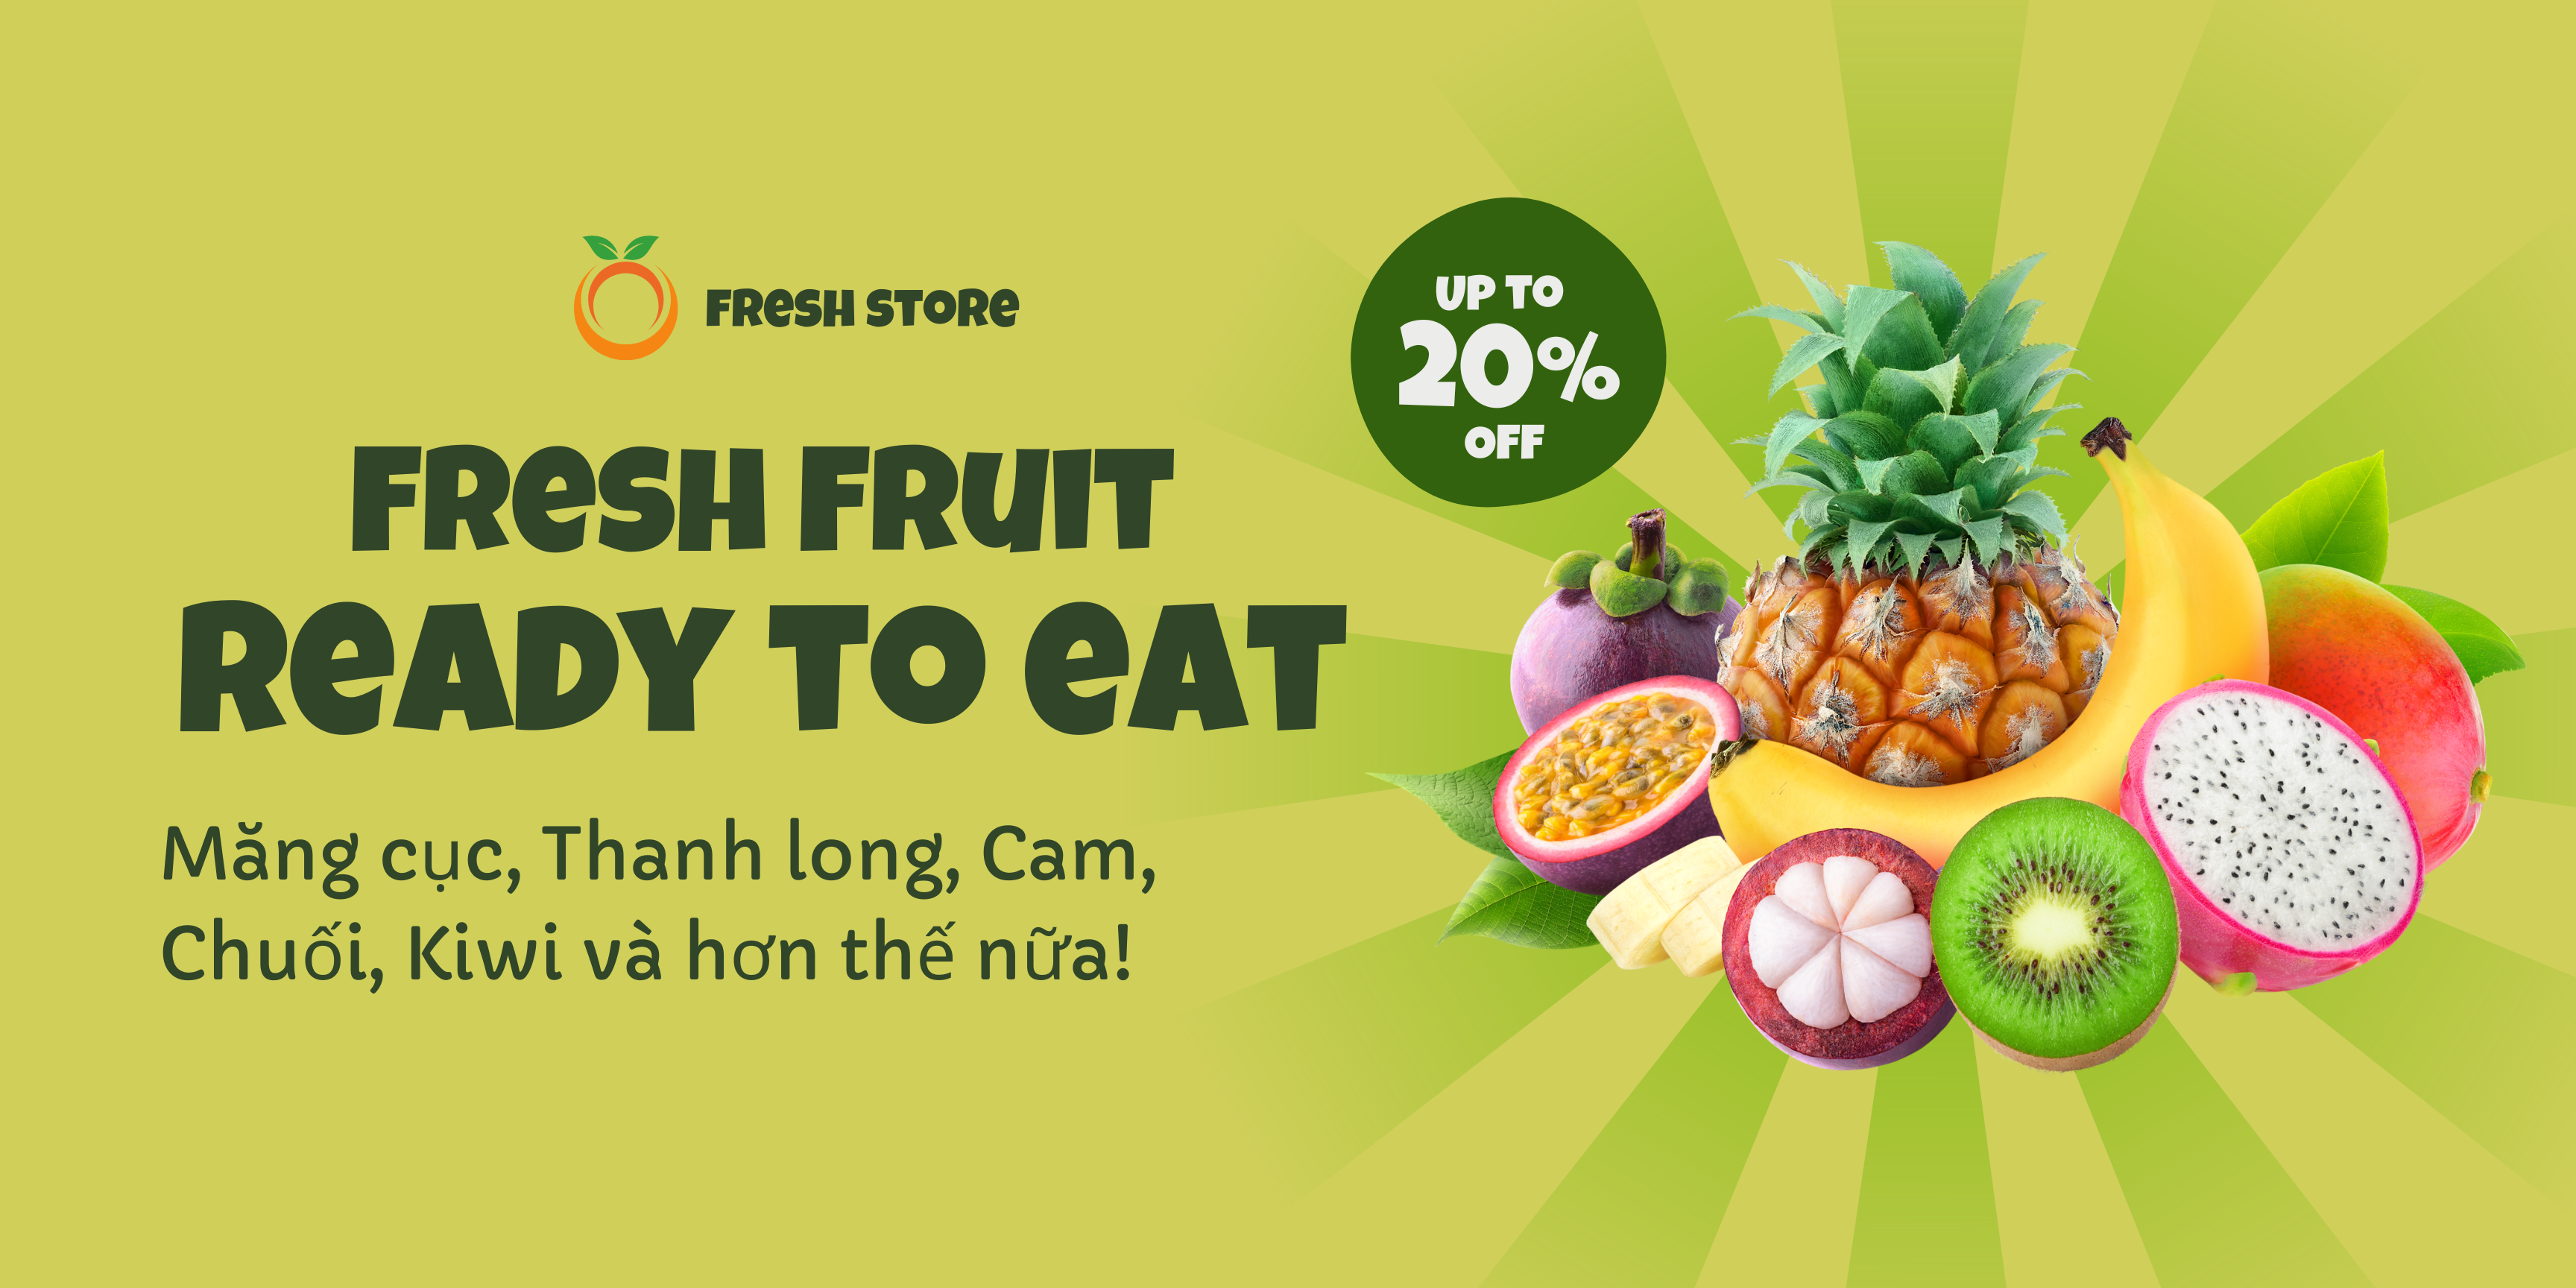 FRESH STORE
FRESH FRUIT
READY TO EAT
Măng cục, Thanh long, Cam,
Chuối, Kiwi và hơn thế nữa!
UP TO
20%
OFF